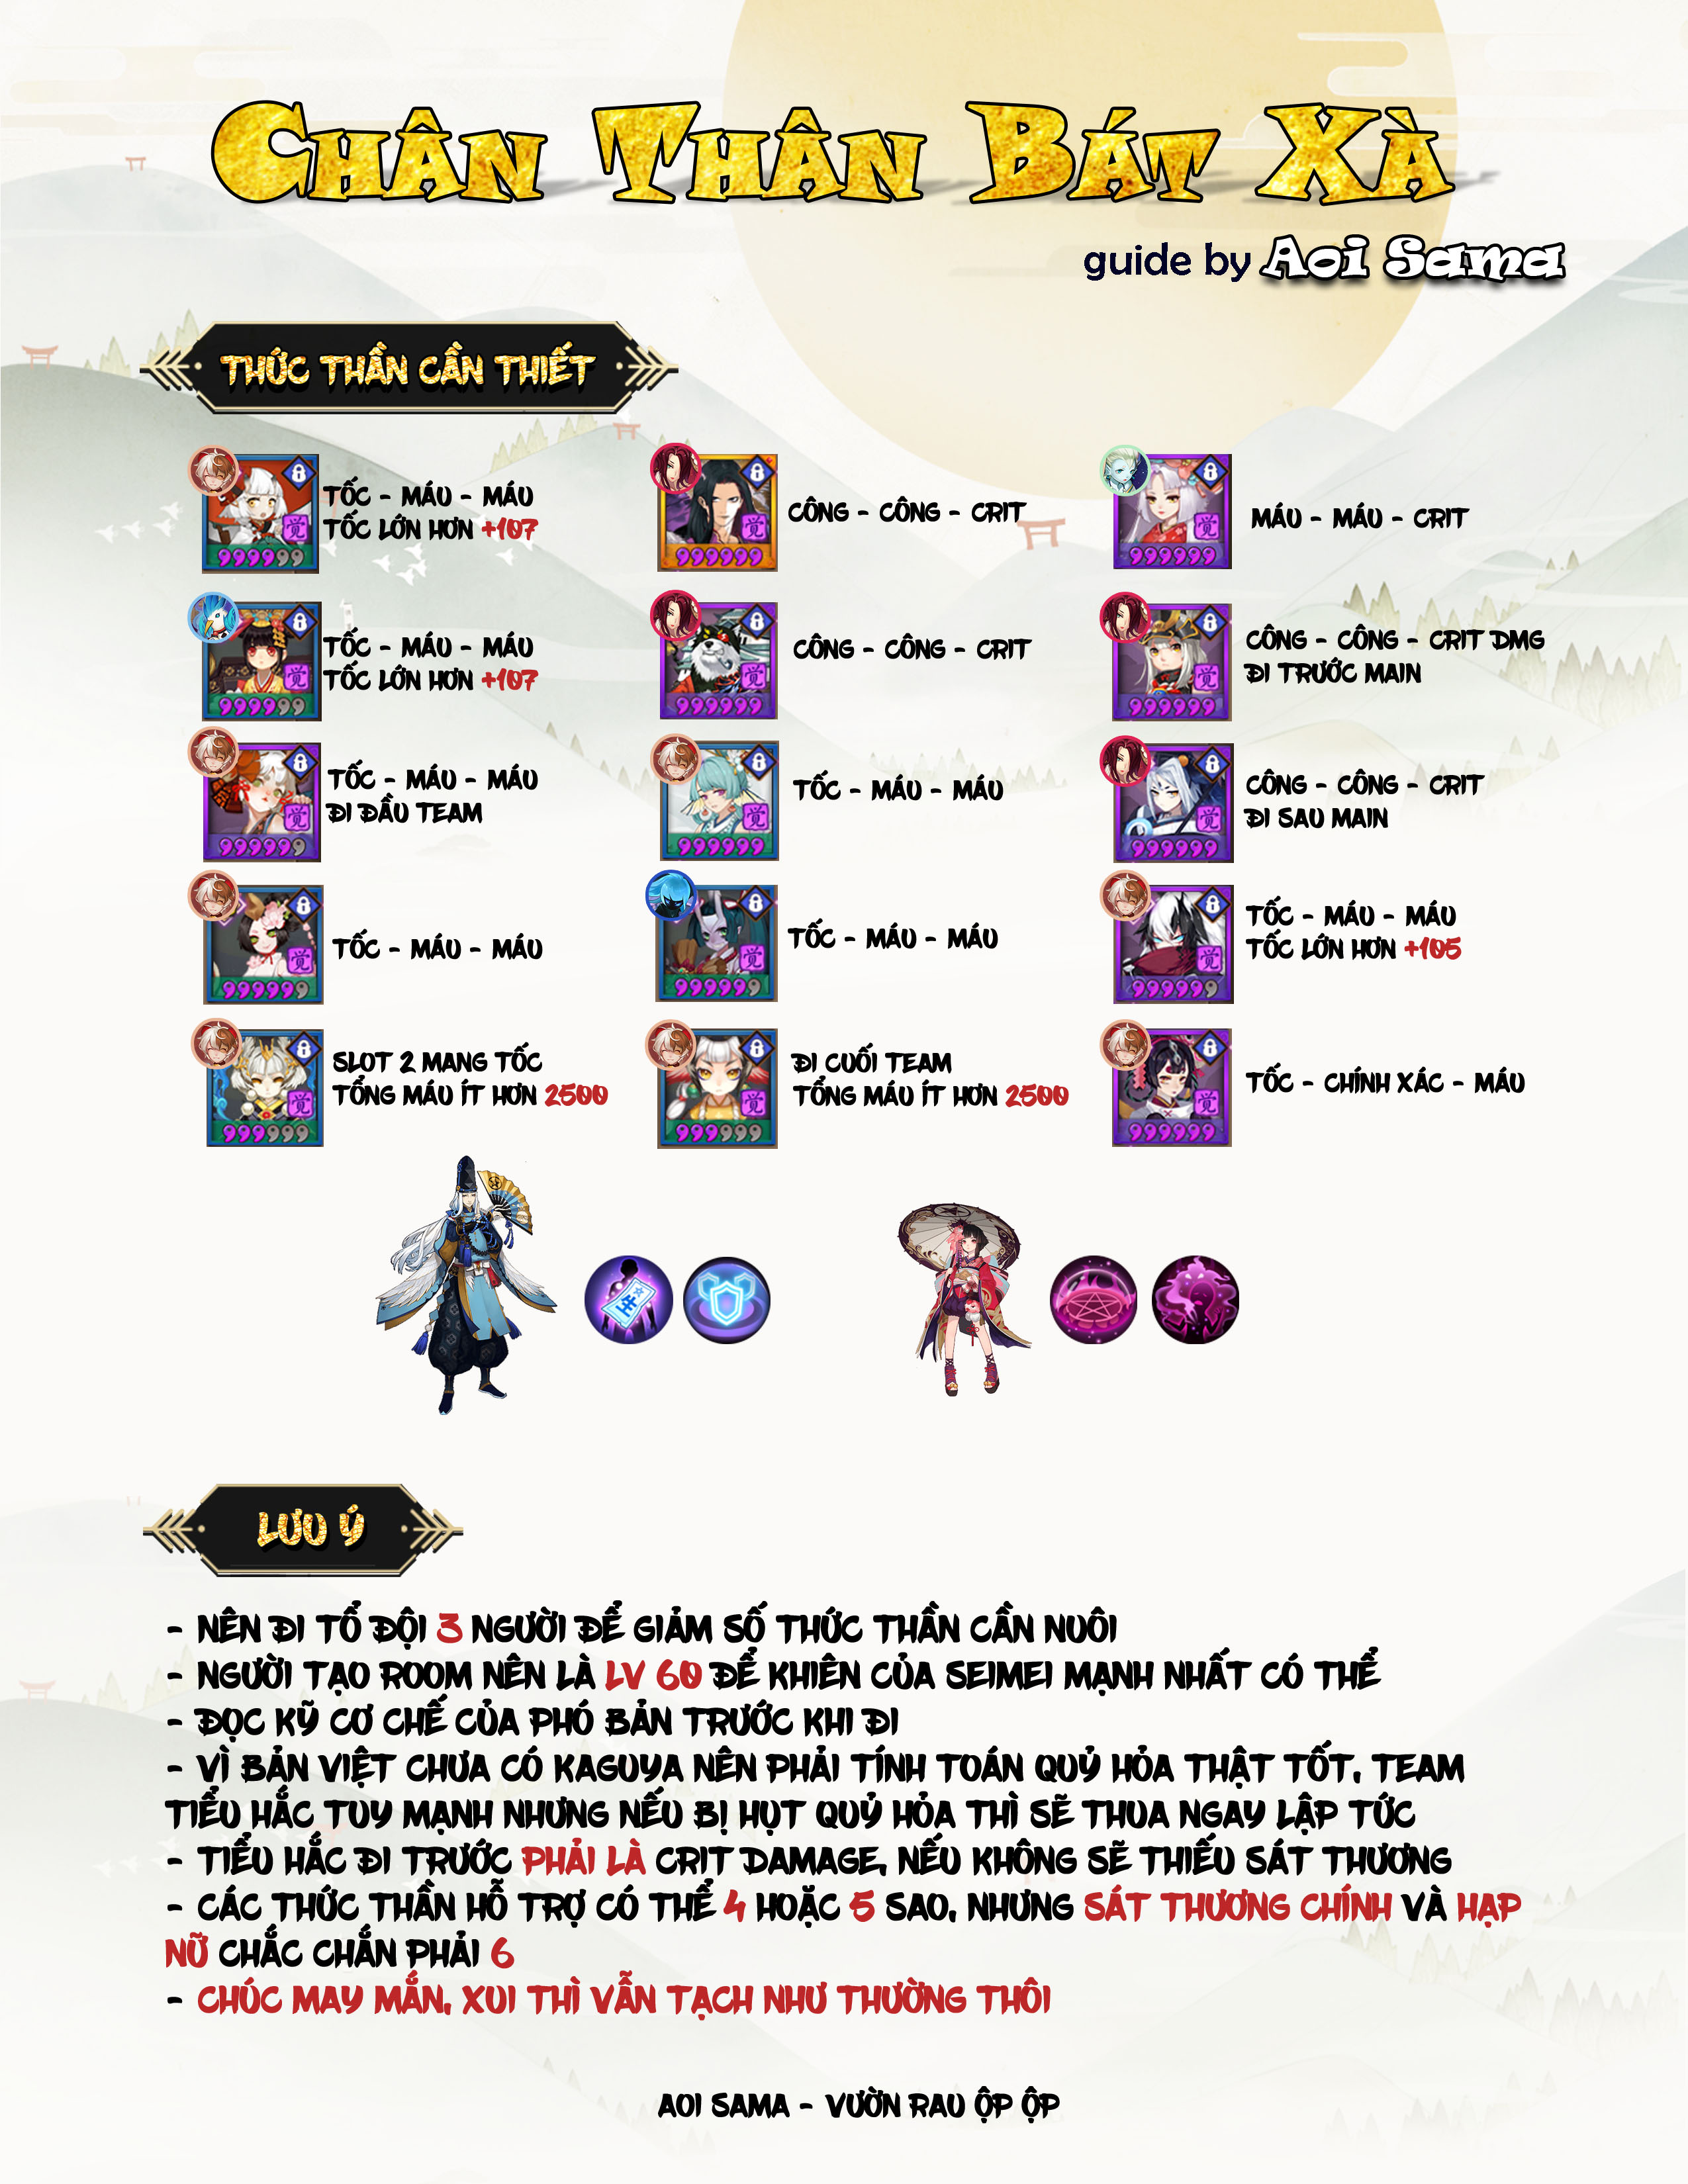 CHÂN THÂN BÁT XÀ
guide by Aoi Sama
THỨC THẦN CẦN THIẾT
TỐC - MÁU - MÁU
TỐC LỚN HƠN +107
CÔNG - CÔNG - CRIT
MÁU - MÁU - CRIT
TỐC - MÁU - MÁU
TỐC LỚN HƠN +107
CÔNG - CÔNG - CRIT
CÔNG - CÔNG - CRIT DMG
ĐI TRƯỚC MAIN
TỐC - MÁU - MÁU
ĐI ĐẦU TEAM
TỐC - MÁU - MÁU
CÔNG - CÔNG - CRIT
ĐI SAU MAIN
TỐC - MÁU - MÁU
TỐC - MÁU - MÁU
TỐC - MÁU - MÁU
TỐC LỚN HƠN +105
SLOT 2 MANG TỐC
TỔNG MÁU ÍT HƠN 2500
ĐI CUỐI TEAM
TỔNG MÁU ÍT HƠN 2500
TỐC - CHÍNH XÁC - MÁU
LƯU Ý
- NÊN ĐI TỔ ĐỘI 3 NGƯỜI ĐỂ GIẢM SỐ THỨC THẦN CẦN NUÔI
- NGƯỜI TẠO ROOM NÊN LÀ LV 60 ĐỂ KHIÊN CỦA SEIMEI MẠNH NHẤT CÓ THỂ
- ĐỌC KỸ CƠ CHẾ CỦA PHÓ BẢN TRƯỚC KHI ĐI
- VÌ BẢN VIỆT CHƯA CÓ KAGUYA NÊN PHẢI TÍNH TOÁN QUỶ HỎA THẬT TỐT, TEAM
TIỂU HẮC TUY MẠNH NHƯNG NẾU BỊ HỤT QUỶ HỎA THÌ SẼ THUA NGAY LẬP TỨC
- TIỂU HẮC ĐI TRƯỚC PHẢI LÀ CRIT DAMAGE, NẾU KHÔNG SẼ THIẾU SÁT THƯƠNG
- CÁC THỨC THẦN HỖ TRỢ CÓ THỂ 4 HOẶC 5 SAO, NHƯNG SÁT THƯƠNG CHÍNH VÀ HẠP
NỮ CHẮC CHẮN PHẢI 6
- CHÚC MAY MẮN, XUI THÌ VẪN TẠCH NHƯ THƯỜNG THÔI
AOI SAMA - VƯỜN RAU ỘP ỘP